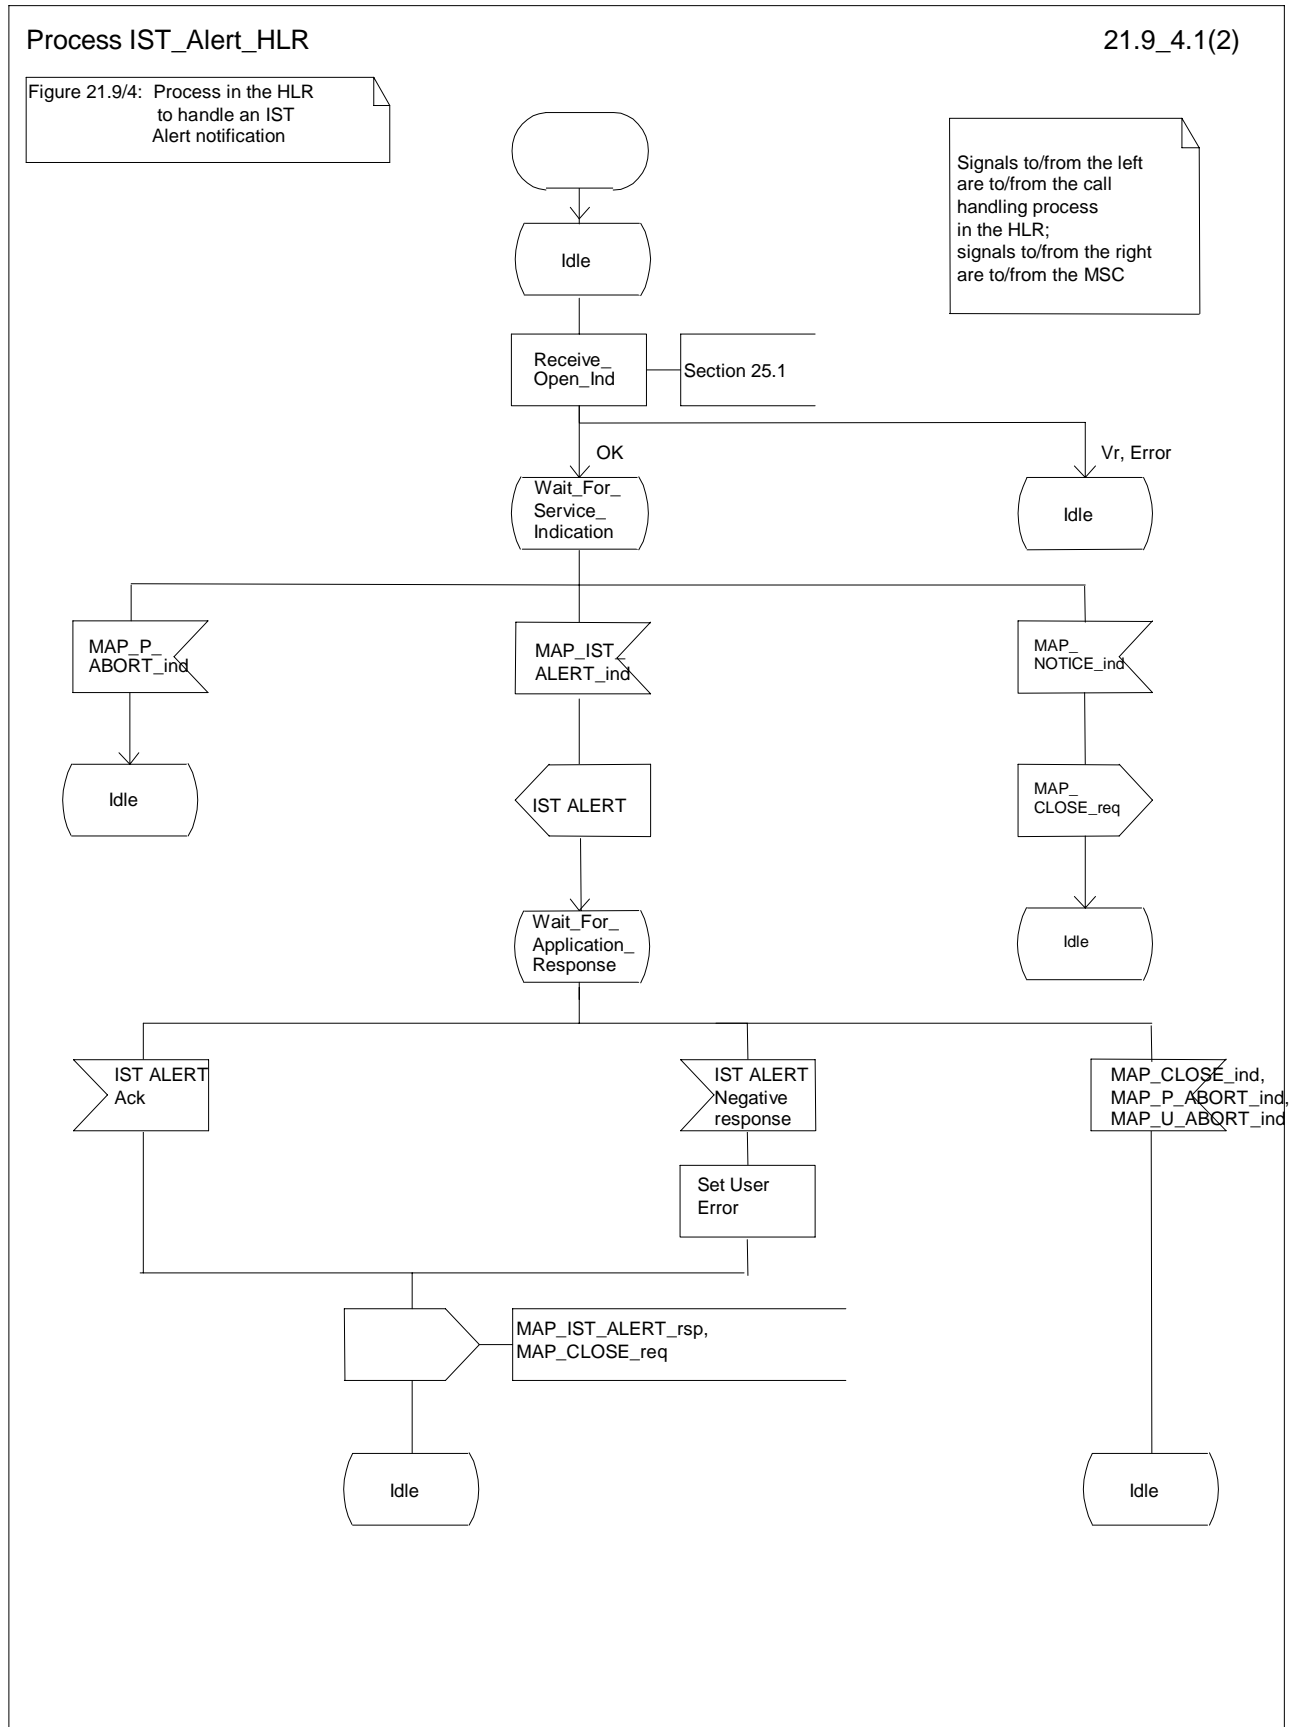 Process IST_Alert_HLR
21.9_4.1(2)
Figure 21.9/4: Process in the HLR
to handle an IST
Alert notification
Signals to/from the left
are to/from the call
handling process
in the HLR;
signals to/from the right
are to/from the MSC
Idle
Receive_
Open_Ind
Section 25.1
OK
Vr, Error
Wait_For_
Service_
Indication
Idle
MAP_P_
ABORT_ind
MAP_IST_
ALERT_ind
MAP_
NOTICE_ind
Idle
IST ALERT
MAP_
CLOSE_req
Wait_For_
Application_
Response
Idle
IST ALERT
Ack
IST ALERT
Negative
response
MAP_CLOSE_ind,
MAP_P_ABORT_ind,
MAP_U_ABORT_ind
Set User
Error
MAP_IST_ALERT_rsp,
MAP_CLOSE_req
Idle
Idle